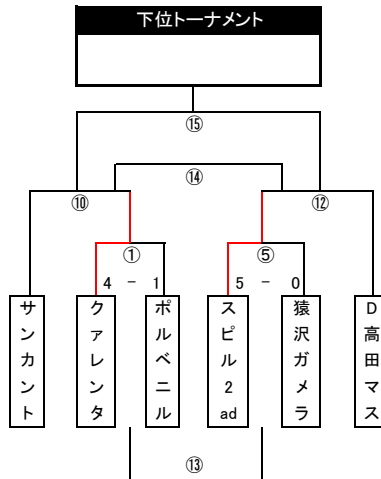 下位トーナメント
⑮
⑭
⑩
⑫
①
⑤
4 - 1
5 - 0
サンカント
クァレンタ
ポルベニル
スピル2ad
猿沢ガメラ
D高田マス
⑬